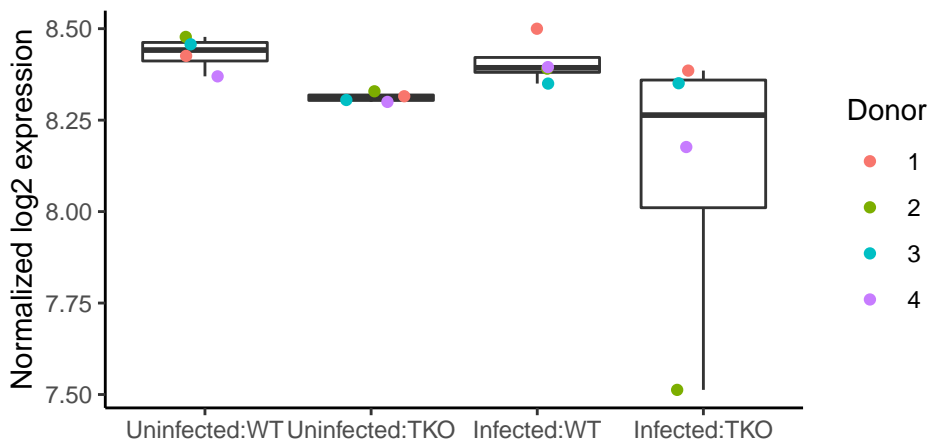 Normalized log2 expression
8.50
8.25
8.00
7.75
7.50
Uninfected:WT
Uninfected:TKO
Infected:WT
Infected:TKO
Donor
1
2
3
4